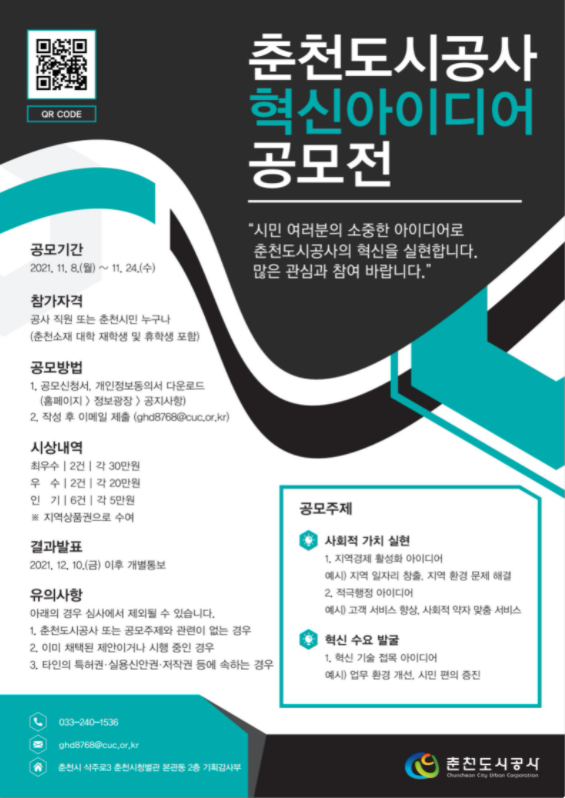 QR CODE
춘천도시공사
혁신아이디어
공모전
"시민 여러분의 소중한 아이디어로
춘천도시공사의 혁신을 실현합니다.
많은 관심과 참여 바랍니다."
공모기간
2021. 11. 8.(월) ~ 11. 24.(수)
참가자격
공사 직원 또는 춘천시민 누구나
(춘천소재 대학 재학생 및 휴학생 포함)
공모방법
1. 공모신청서, 개인정보동의서 다운로드
(홈페이지 > 정보광장 > 공지사항)
2. 작성 후 이메일 제출 (ghd8768@cuc.or.kr)
시상내역
최우수 | 2건 | 각 30만원
우 수 | 2건 | 각 20만원
인 기 | 6건 | 각 5만원
※ 지역상품권으로 수여
결과발표
2021. 12. 10.(금) 이후 개별통보
유의사항
아래의 경우 심사에서 제외될 수 있습니다.
1. 춘천도시공사 또는 공모주제와 관련이 없는 경우
2. 이미 채택된 제안이거나 시행 중인 경우
3. 타인의 특허권·실용신안권·저작권 등에 속하는 경우
공모주제
사회적 가치 실현
1. 지역경제 활성화 아이디어
예시) 지역 일자리 창출, 지역 환경 문제 해결
2. 적극행정 아이디어
예시) 고객 서비스 향상, 사회적 약자 맞춤 서비스
혁신 수요 발굴
1. 혁신 기술 접목 아이디어
예시) 업무 환경 개선, 시민 편의 증진
033-240-1536
ghd8768@cuc.or.kr
춘천시 삭주로3 춘천시청별관 본관동 2층 기획감사부
춘천도시공사
Chuncheon City Urban Corporation